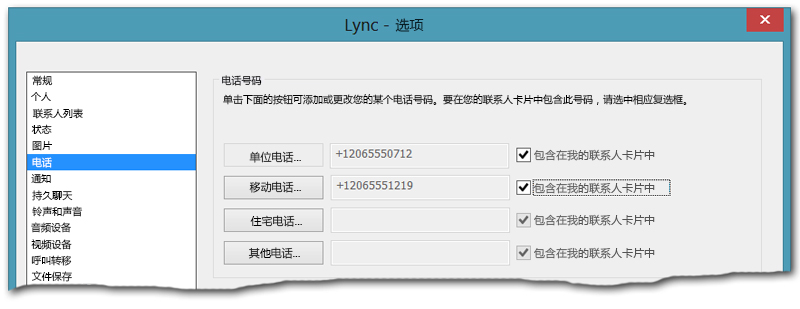 Lync - 选项
常规
个人
联系人列表
状态
图片
电话
通知
持久聊天
铃声和声音
音频设备
视频设备
呼叫转移
文件保存
电话号码
单击下面的按钮可添加或更改您的某个电话号码。要在您的联系人卡片中包含此号码，请选中相应复选框。
单位电话... +12065550712 包含在我的联系人卡片中
移动电话... +12065551219 包含在我的联系人卡片中
住宅电话... 包含在我的联系人卡片中
其他电话... 包含在我的联系人卡片中